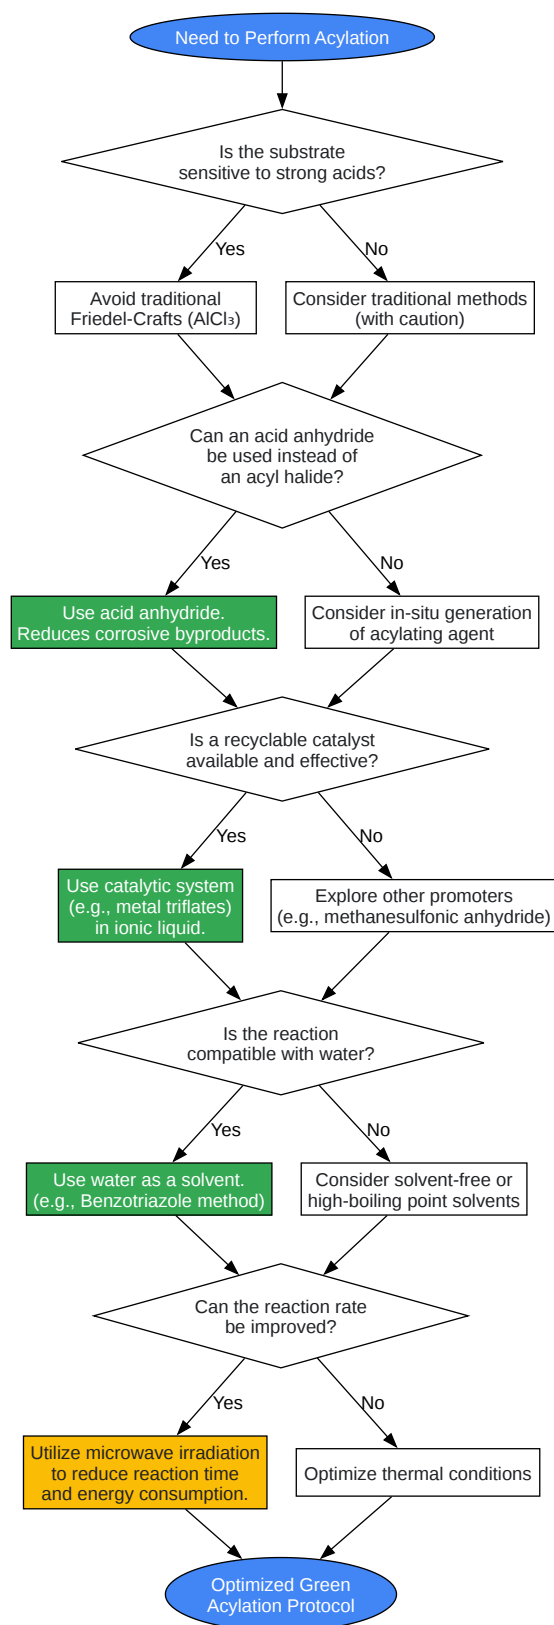 Need to Perform Acylation
Is the substrate
sensitive to strong acids?
Yes
No
Avoid traditional
Friedel-Crafts (AlCl₃)
Consider traditional methods
(with caution)
Can an acid anhydride
be used instead of
an acyl halide?
Yes
No
Use acid anhydride.
Reduces corrosive byproducts.
Consider in-situ generation
of acylating agent
Is a recyclable catalyst
available and effective?
Yes
No
Use catalytic system
(e.g., metal triflates)
in ionic liquid.
Explore other promoters
(e.g., methanesulfonic anhydride)
Is the reaction
compatible with water?
Yes
No
Use water as a solvent.
(e.g., Benzotriazole method)
Consider solvent-free or
high-boiling point solvents
Can the reaction rate
be improved?
Yes
No
Utilize microwave irradiation
to reduce reaction time
and energy consumption.
Optimize thermal conditions
Optimized Green
Acylation Protocol